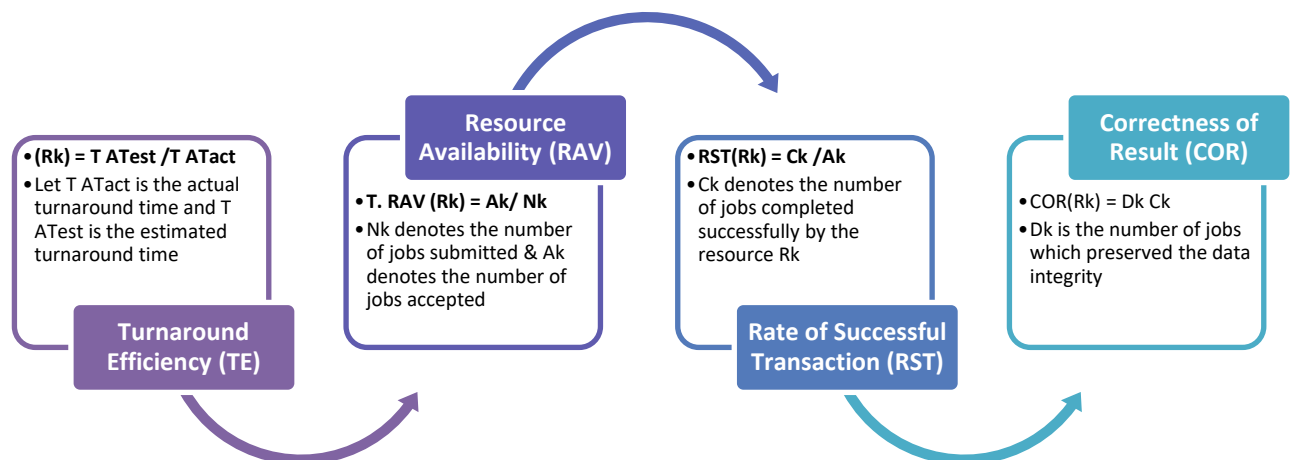 • (Rk) = T ATest /T ATact
• Let T ATact is the actual
turnaround time and T
ATest is the estimated
turnaround time
Turnaround
Efficiency (TE)
Resource
Availability (RAV)
• T. RAV (Rk) = Ak/ Nk
• Nk denotes the number
of jobs submitted & Ak
denotes the number of
jobs accepted
• RST(Rk) = Ck /Ak
• Ck denotes the number
of jobs completed
successfully by the
resource Rk
Rate of Successful
Transaction (RST)
Correctness of
Result (COR)
• COR(Rk) = Dk Ck
• Dk is the number of jobs
which preserved the data
integrity